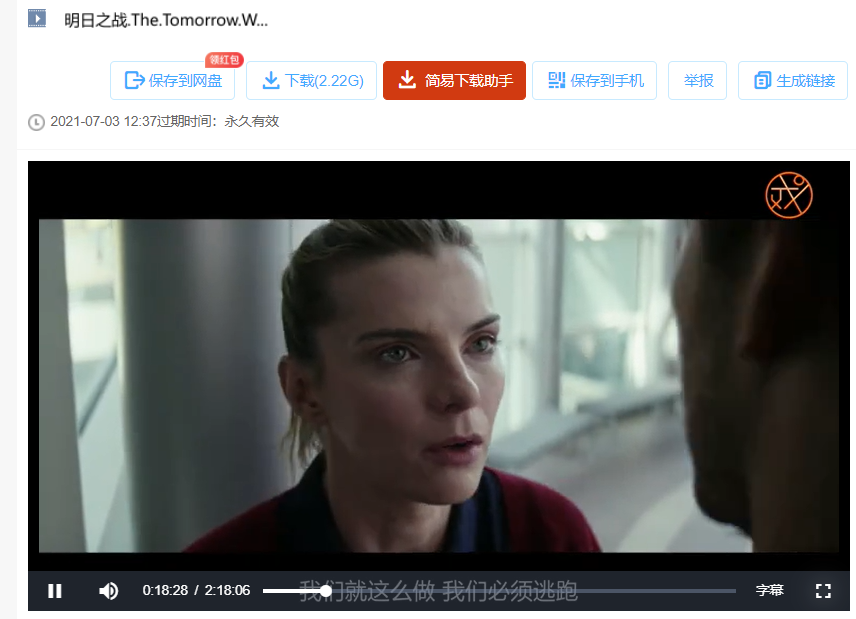 明日之战.The.Tomorrow.W...
领红包
保存到网盘 下载(2.22G) 简易下载助手 保存到手机 举报 生成链接
2021-07-03 12:37过期时间：永久有效
我们就这么做 我们必须逃跑
0:18:28 / 2:18:06 字幕